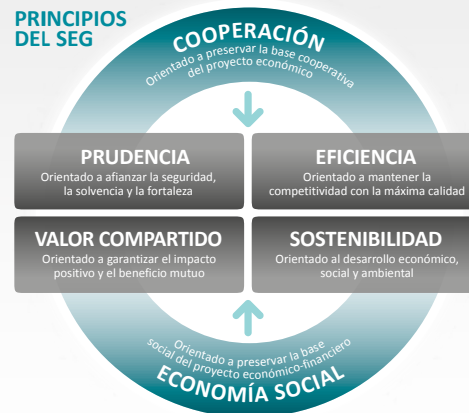 PRINCIPIOS
DEL SEG
COOPERACIÓN
Orientado a preservar la base cooperativa
del proyecto económico
PRUDENCIA
Orientado a afianzar la seguridad,
la solvencia y la fortaleza
EFICIENCIA
Orientado a mantener la
competitividad con la máxima calidad
VALOR COMPARTIDO
Orientado a garantizar el impacto
positivo y el beneficio mutuo
SOSTENIBILIDAD
Orientado al desarrollo económico,
social y ambiental
Orientado a preservar la base
social del proyecto económico-financiero
ECONOMÍA SOCIAL